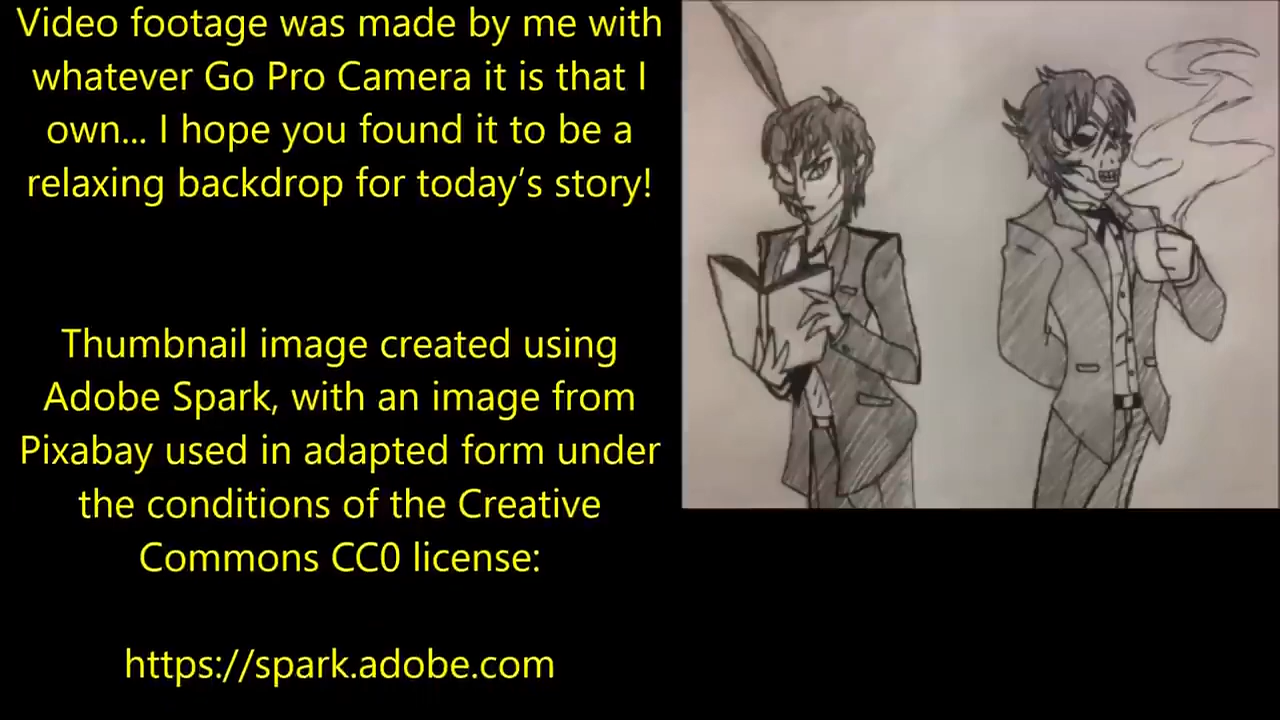 Video footage was made by me with
whatever Go Pro Camera it is that I
own... I hope you found it to be a
relaxing backdrop for today's story!
Thumbnail image created using
Adobe Spark, with an image from
Pixabay used in adapted form under
the conditions of the Creative
Commons CC0 license:
https://spark.adobe.com